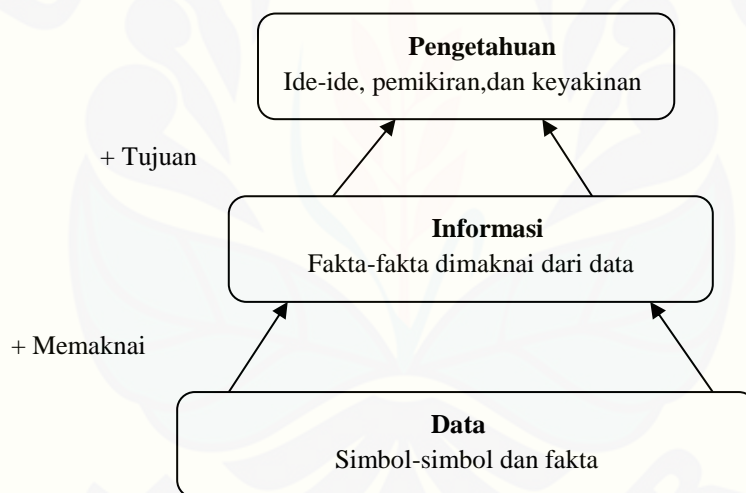 Pengetahuan
Ide-ide, pemikiran,dan keyakinan
+ Tujuan
Informasi
Fakta-fakta dimaknai dari data
+ Memaknai
Data
Simbol-simbol dan fakta